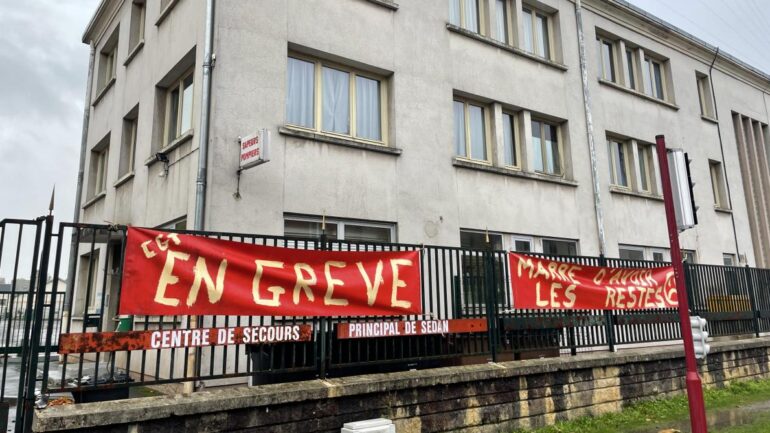 SAPEURS
POMPIERS
CGT
EN GREVE
MARRE D'AVOIR
LES RESTES
CENTRE DE SECOURS PRINCIPAL DE SEDAN